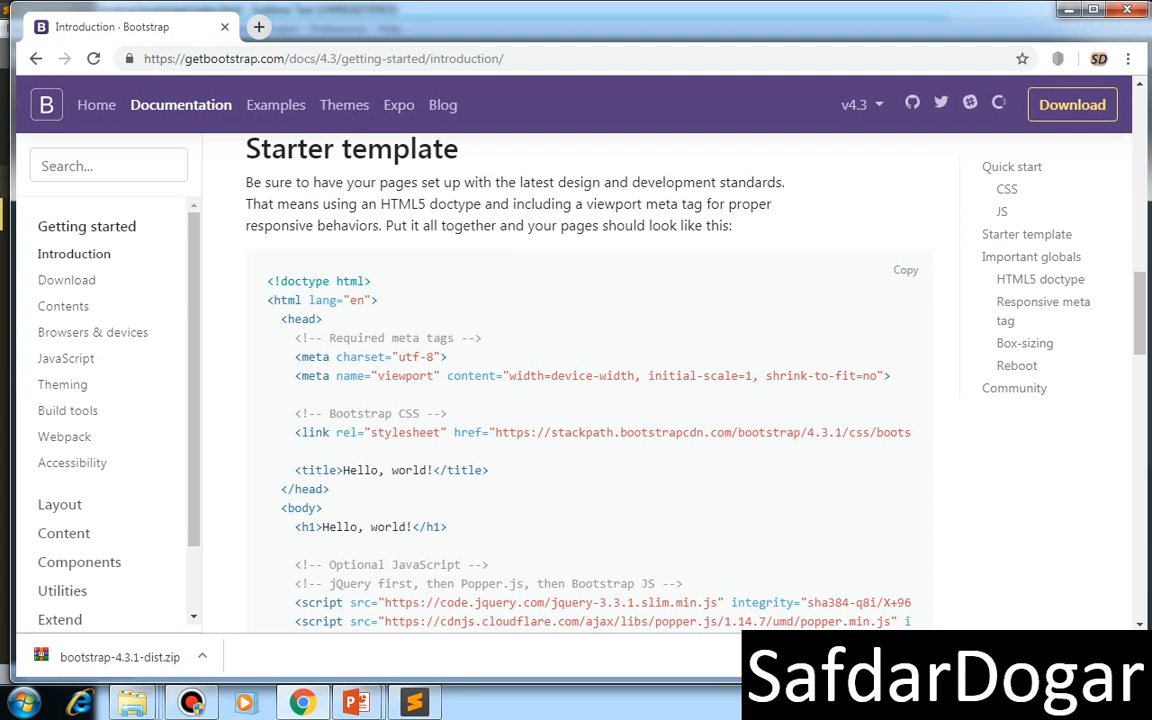 Introduction · Bootstrap
https://getbootstrap.com/docs/4.3/getting-started/introduction/
SD
B Home Documentation Examples Themes Expo Blog v4.3 Download
Search...
Getting started
Introduction
Download
Contents
Browsers & devices
JavaScript
Theming
Build tools
Webpack
Accessibility
Layout
Content
Components
Utilities
Extend
Starter template
Be sure to have your pages set up with the latest design and development standards.
That means using an HTML5 doctype and including a viewport meta tag for proper
responsive behaviors. Put it all together and your pages should look like this:
Copy
<!doctype html>
<html lang="en">
<head>
<!-- Required meta tags -->
<meta charset="utf-8">
<meta name="viewport" content="width=device-width, initial-scale=1, shrink-to-fit=no">
<!-- Bootstrap CSS -->
<link rel="stylesheet" href="https://stackpath.bootstrapcdn.com/bootstrap/4.3.1/css/boots
<title>Hello, world!</title>
</head>
<body>
<h1>Hello, world!</h1>
<!-- Optional JavaScript -->
<!-- jQuery first, then Popper.js, then Bootstrap JS -->
<script src="https://code.jquery.com/jquery-3.3.1.slim.min.js" integrity="sha384-q8i/X+96
<script src="https://cdnjs.cloudflare.com/ajax/libs/popper.js/1.14.7/umd/popper.min.js" i
Quick start
CSS
JS
Starter template
Important globals
HTML5 doctype
Responsive meta
tag
Box-sizing
Reboot
Community
bootstrap-4.3.1-dist.zip
SafdarDogar